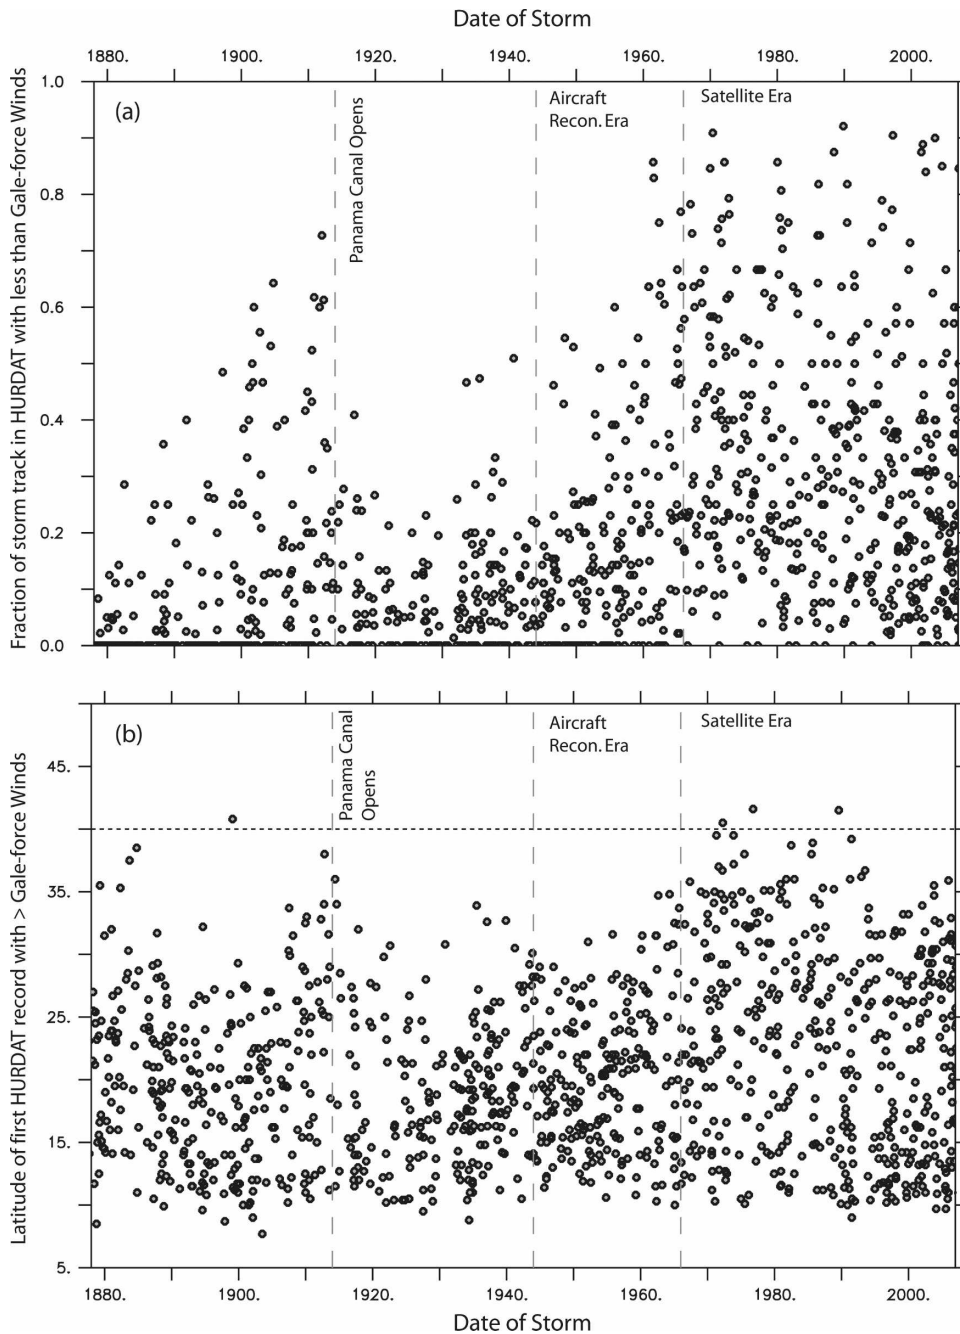 Date of Storm
1880. 1900. 1920. 1940. 1960. 1980. 2000.
1.0
(a)
Panama Canal Opens
Aircraft
Recon. Era
Satellite Era
0.8
0.6
0.4
0.2
0.0
Fraction of storm track in HURDAT with less than Gale-force Winds
(b)
Panama Canal
Opens
Aircraft
Recon. Era
Satellite Era
45.
35.
25.
15.
5.
Latitude of first HURDAT record with > Gale-force Winds
1880. 1900. 1920. 1940. 1960. 1980. 2000.
Date of Storm